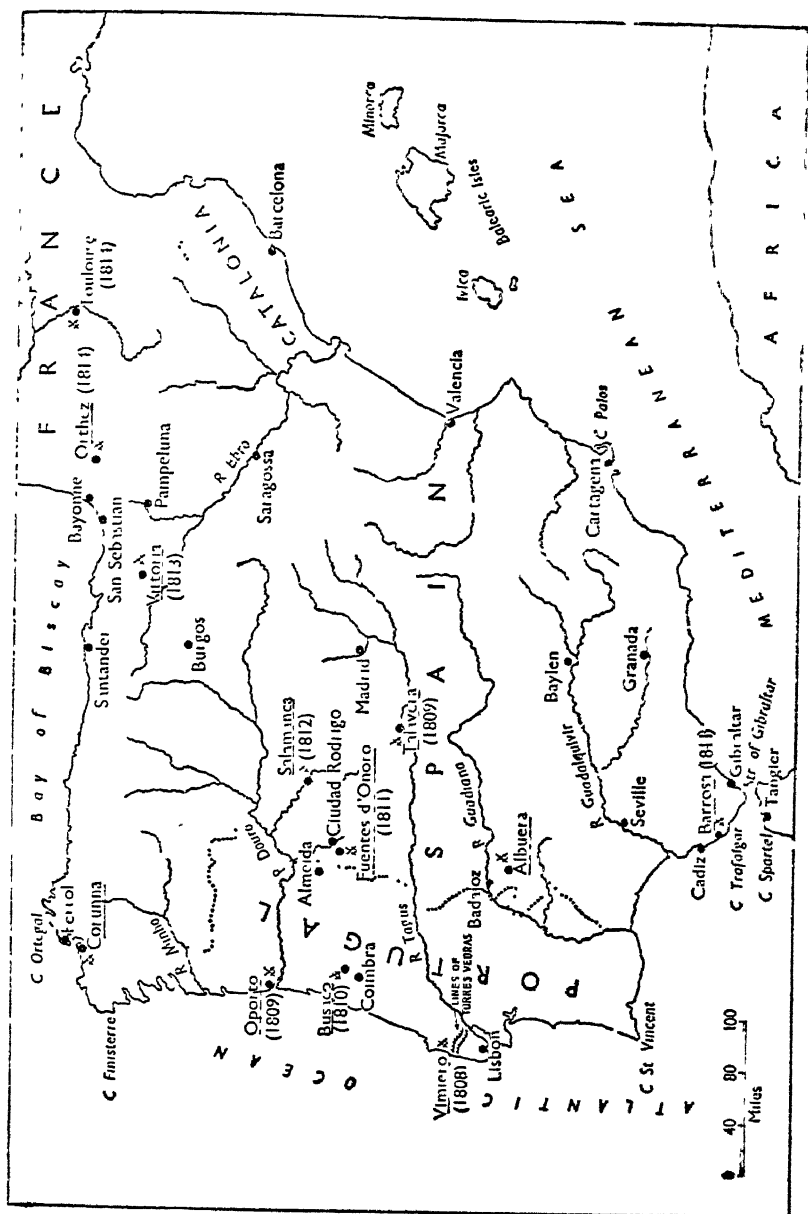 FRANCE
Bay of Biscay
C Ortegal
Ferrol
Corunna
C Finisterre
R Minho
Santander
San Sebastian
Bayonne
Orthez (1814)
Toulouse
(1814)
Pampeluna
Vittoria
(1813)
Burgos
R Ebro
Saragossa
CATALONIA
Barcelona
Minorca
Majorca
Balearic Isles
Ivica
R Douro
Oporto
(1809)
Salamanca
(1812)
Ciudad Rodrigo
Almeida
Fuentes d'Onoro
(1811)
Busaco
(1810)
Coimbra
Madrid
Talavera
(1809)
R Tagus
Valencia
SPAIN
PORTUGAL
LINES OF
TORRES VEDRAS
Vimiero
(1808)
Lisbon
R Guadiana
Badajoz
Albuera
Baylen
R Guadalquivir
Seville
Granada
Cartagena
C Palos
Cadiz
Barrosa (1811)
Gibraltar
Str of Gibraltar
C Trafalgar
C Spartel
Tangier
C St Vincent
ATLANTIC OCEAN
MEDITERRANEAN SEA
AFRICA
40 80 100
Miles